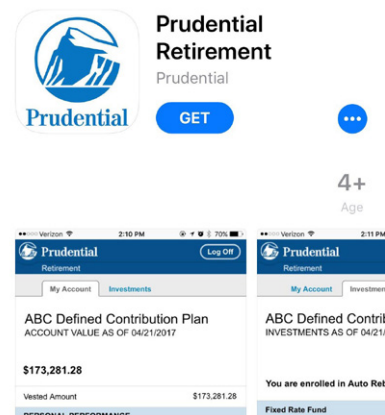 Prudential
Retirement
Prudential
Prudential
GET
4+
Age
Verizon 2:10 PM 70%
Prudential
Log Off
Retirement
My Account Investments
ABC Defined Contribution Plan
ACCOUNT VALUE AS OF 04/21/2017
$173,281.28
Vested Amount $173,281.28
PERSONAL PERFORMANCE
Verizon 2:11 PM
Prudential
Retirement
My Account Investmen
ABC Defined Contrib
INVESTMENTS AS OF 04/21/
You are enrolled in Auto Reb
Fixed Rate Fund